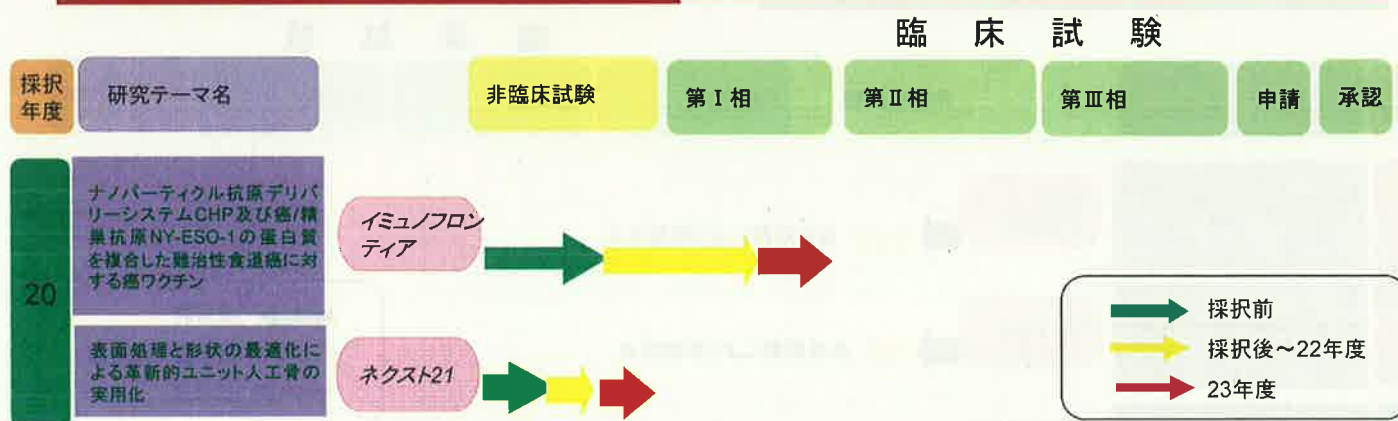 臨床試験
採択
年度
研究テーマ名
非臨床試験
第Ⅰ相
第Ⅱ相
第Ⅲ相
申請
承認
20
ナノパーティクル抗原デリバ
リーシステムCHP及び癌/精
巣抗原NY-ESO-1の蛋白質
を複合した難治性食道癌に対
する癌ワクチン
イミュノフロン
ティア
表面処理と形状の最適化に
よる革新的ユニット人工骨の
実用化
ネクスト21
採択前
採択後～22年度
23年度